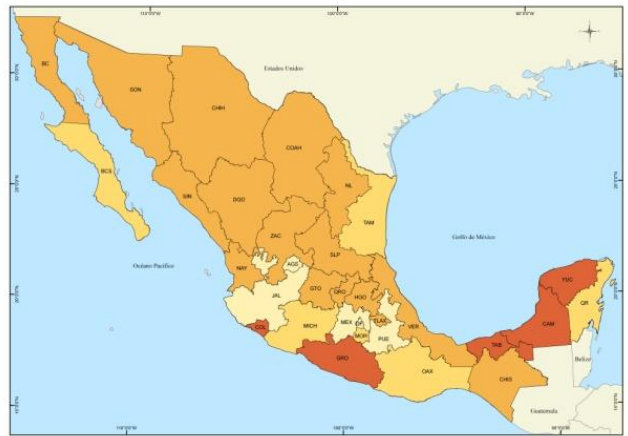 Estados Unidos
BC
SON
CHIH
COAH
BCS
SIN
DGO
NL
TAM
ZAC
SLP
Golfo de México
Océano Pacífico
NAY
AGS
JAL
GTO
QRO
HGO
VER
YUC
QR
COL
MICH
MEX
DF
TLAX
MOR
PUE
CAM
TAB
GRO
OAX
CHIS
Belice
Guatemala